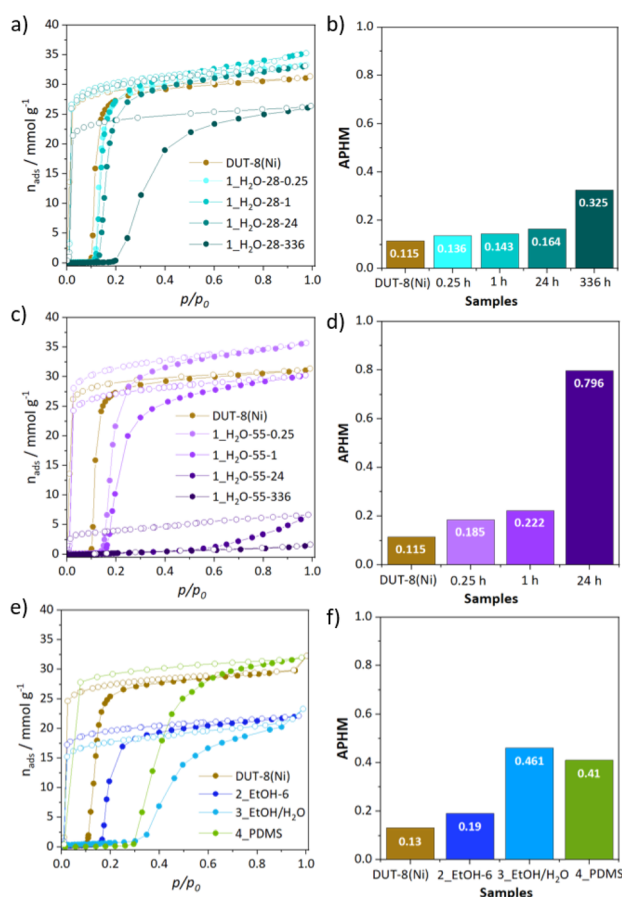 a)
n_ads / mmol g⁻¹
40
35
30
25
20
15
10
5
0
DUT-8(Ni)
1_H₂O-28-0.25
1_H₂O-28-1
1_H₂O-28-24
1_H₂O-28-336
0.0 0.2 0.4 0.6 0.8 1.0
p/p₀
b)
APHM
1.0
0.8
0.6
0.4
0.2
0.0
0.115 0.136 0.143 0.164 0.325
DUT-8(Ni) 0.25 h 1 h 24 h 336 h
Samples
c)
n_ads / mmol g⁻¹
40
35
30
25
20
15
10
5
0
DUT-8(Ni)
1_H₂O-55-0.25
1_H₂O-55-1
1_H₂O-55-24
1_H₂O-55-336
0.0 0.2 0.4 0.6 0.8 1.0
p/p₀
d)
APHM
1.0
0.8
0.6
0.4
0.2
0.0
0.115 0.185 0.222 0.796
DUT-8(Ni) 0.25 h 1 h 24 h
Samples
e)
n_ads / mmol g⁻¹
40
35
30
25
20
15
10
5
0
DUT-8(Ni)
2_EtOH-6
3_EtOH/H₂O
4_PDMS
0.0 0.2 0.4 0.6 0.8 1.0
p/p₀
f)
APHM
1.0
0.8
0.6
0.4
0.2
0.0
0.13 0.19 0.461 0.41
DUT-8(Ni) 2_EtOH-6 3_EtOH/H₂O 4_PDMS
Samples